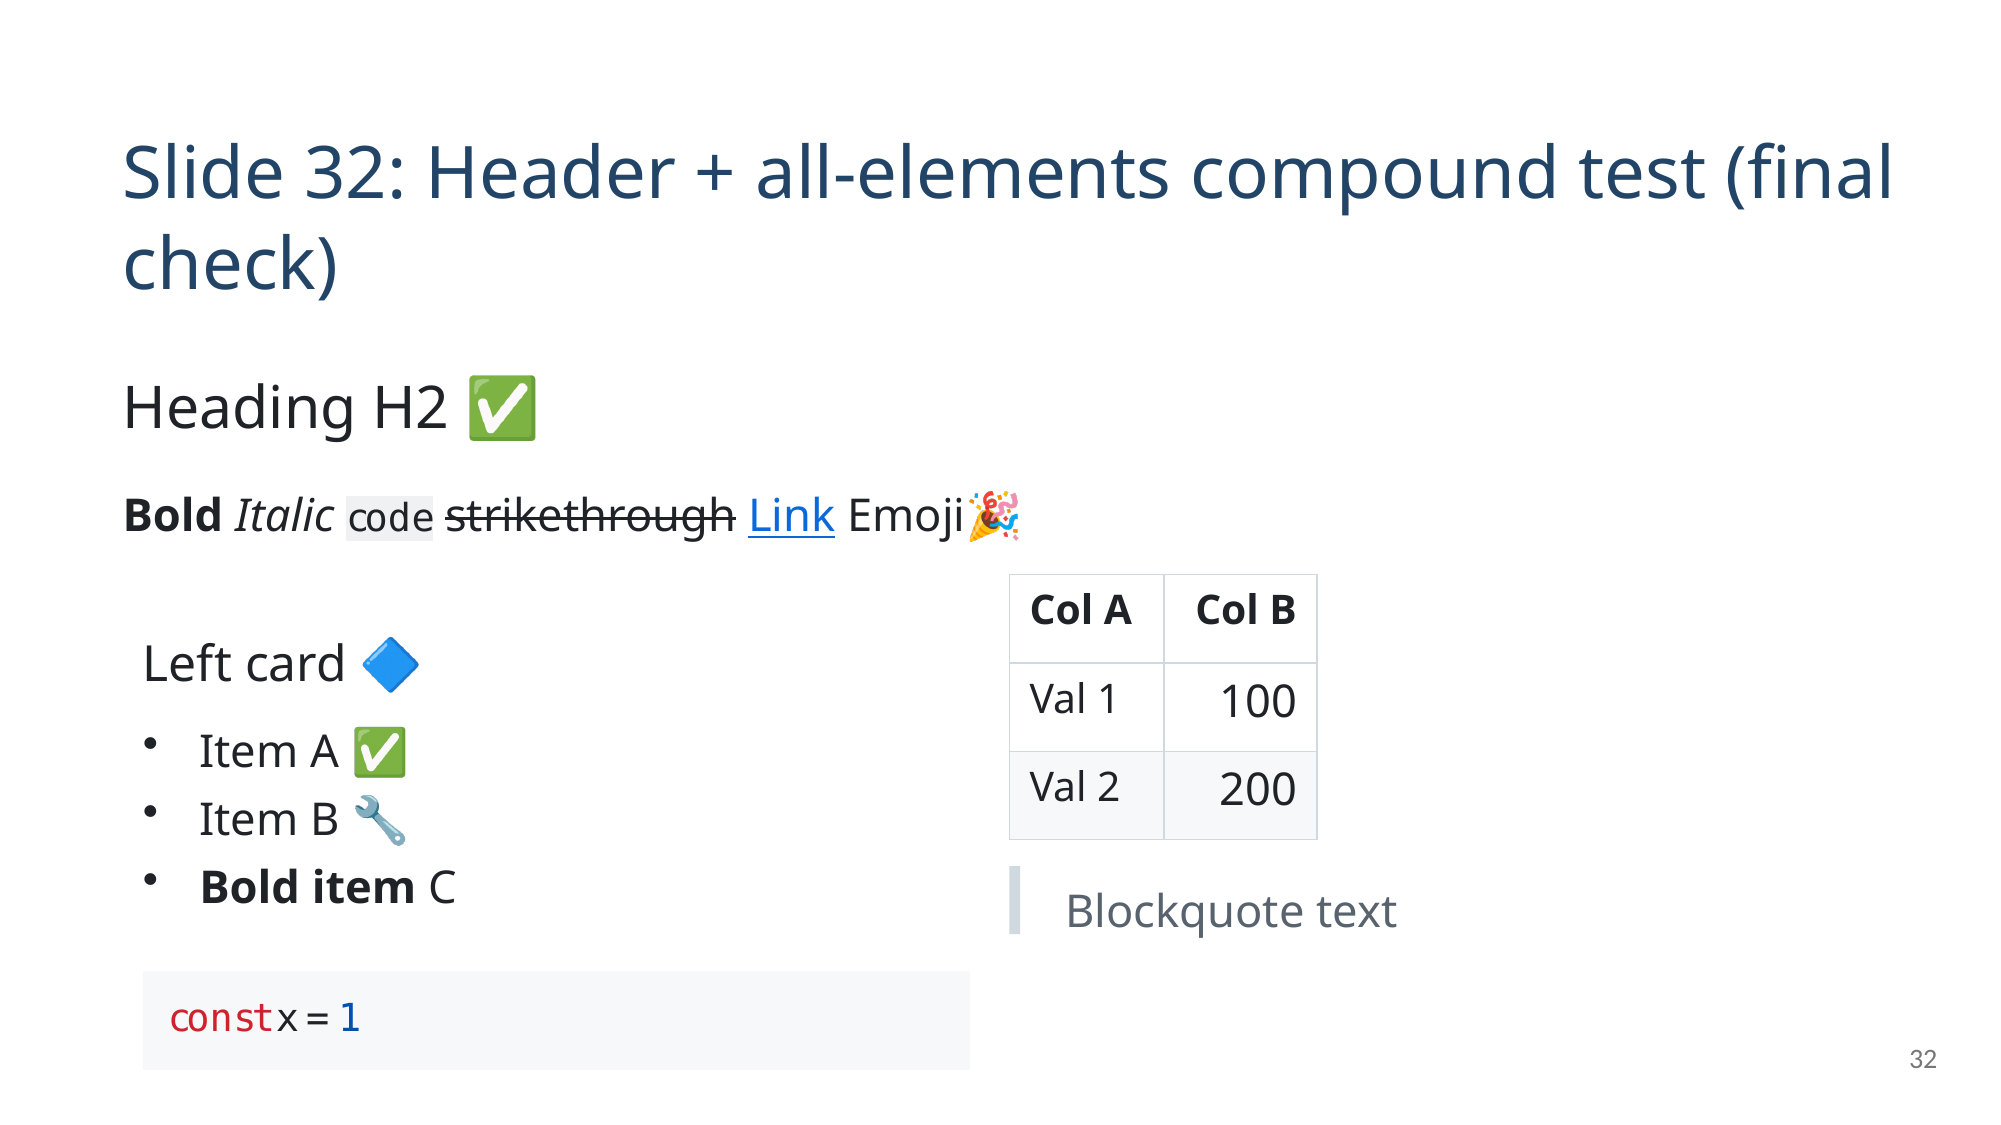 Slide 32: Header + all-elements compound test (final
check)
Heading H2 ✅
Bold Italic code strikethrough Link Emoji🎉
Left card 🔷
• Item A ✅
• Item B 🔧
• Bold item C
const x = 1
Col A Col B
Val 1 100
Val 2 200
Blockquote text
32